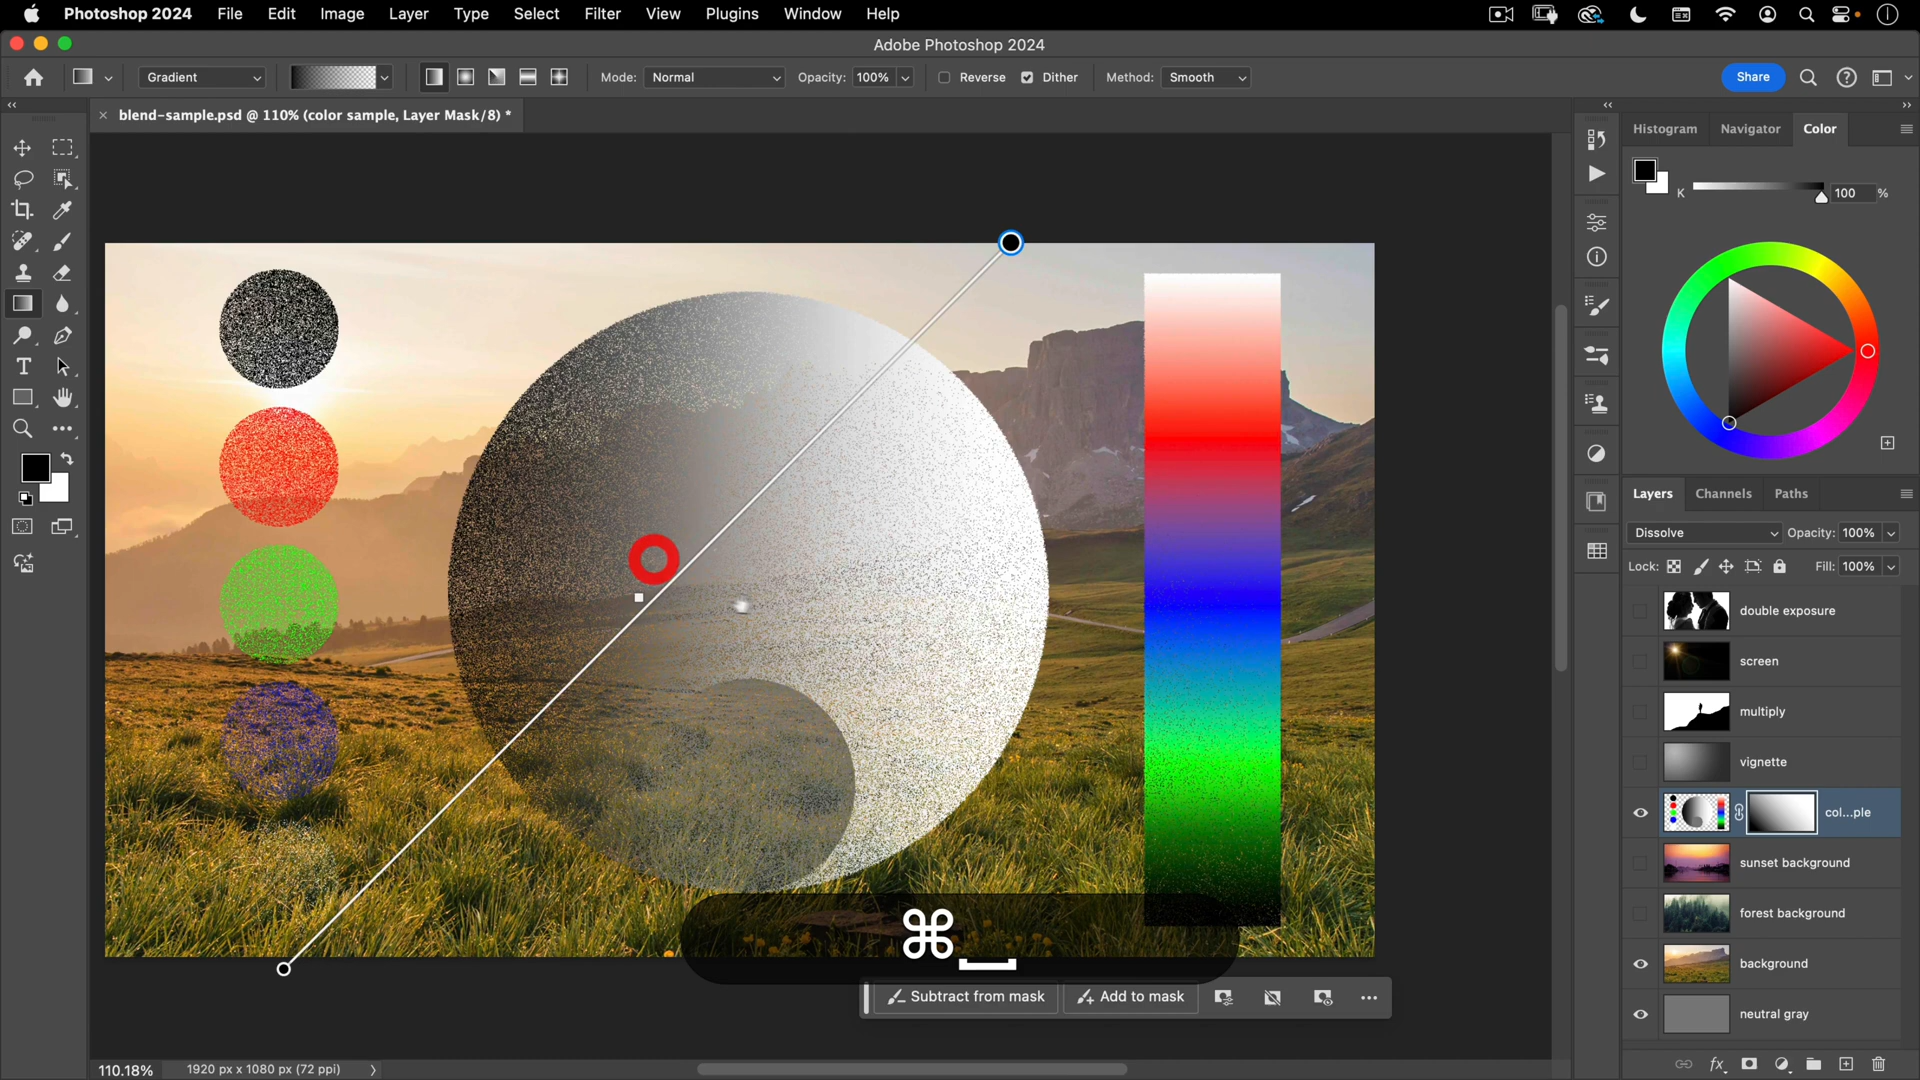 Photoshop 2024 File Edit Image Layer Type Select Filter View Plugins Window Help
Adobe Photoshop 2024
Gradient Mode: Normal Opacity: 100% Reverse Dither Method: Smooth Share
× blend-sample.psd @ 110% (color sample, Layer Mask/8) *
Histogram Navigator Color
K 100 %
Layers Channels Paths
Dissolve Opacity: 100%
Lock: Fill: 100%
double exposure
screen
multiply
vignette
col...ple
sunset background
forest background
background
neutral gray
⌘
Subtract from mask Add to mask
110.18% 1920 px x 1080 px (72 ppi)